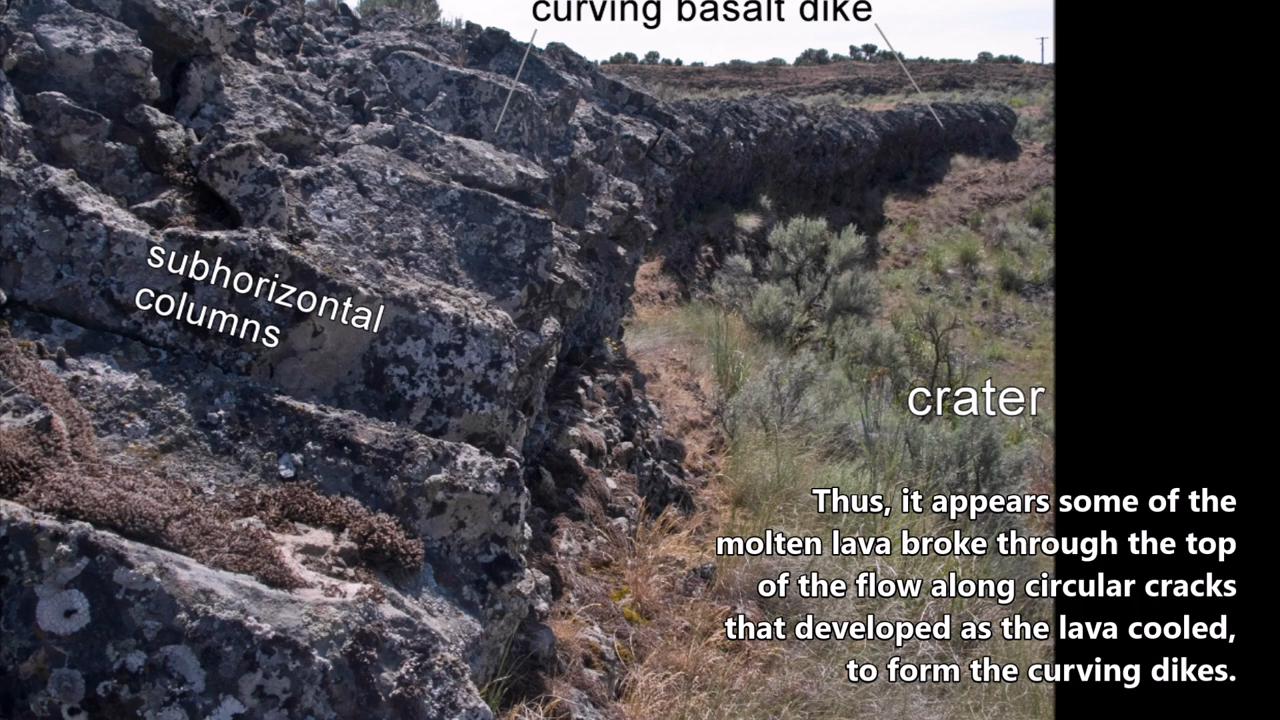 curving basalt dike
subhorizontal
columns
crater
Thus, it appears some of the
molten lava broke through the top
of the flow along circular cracks
that developed as the lava cooled,
to form the curving dikes.